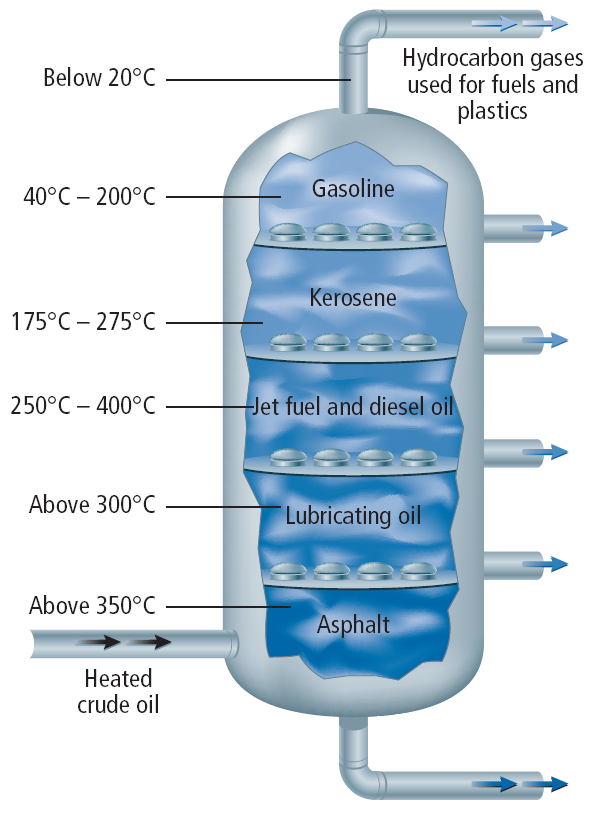 Hydrocarbon gases
used for fuels and
plastics
Below 20°C
Gasoline
40°C – 200°C
Kerosene
175°C – 275°C
Jet fuel and diesel oil
250°C – 400°C
Above 300°C
Lubricating oil
Above 350°C
Asphalt
Heated
crude oil